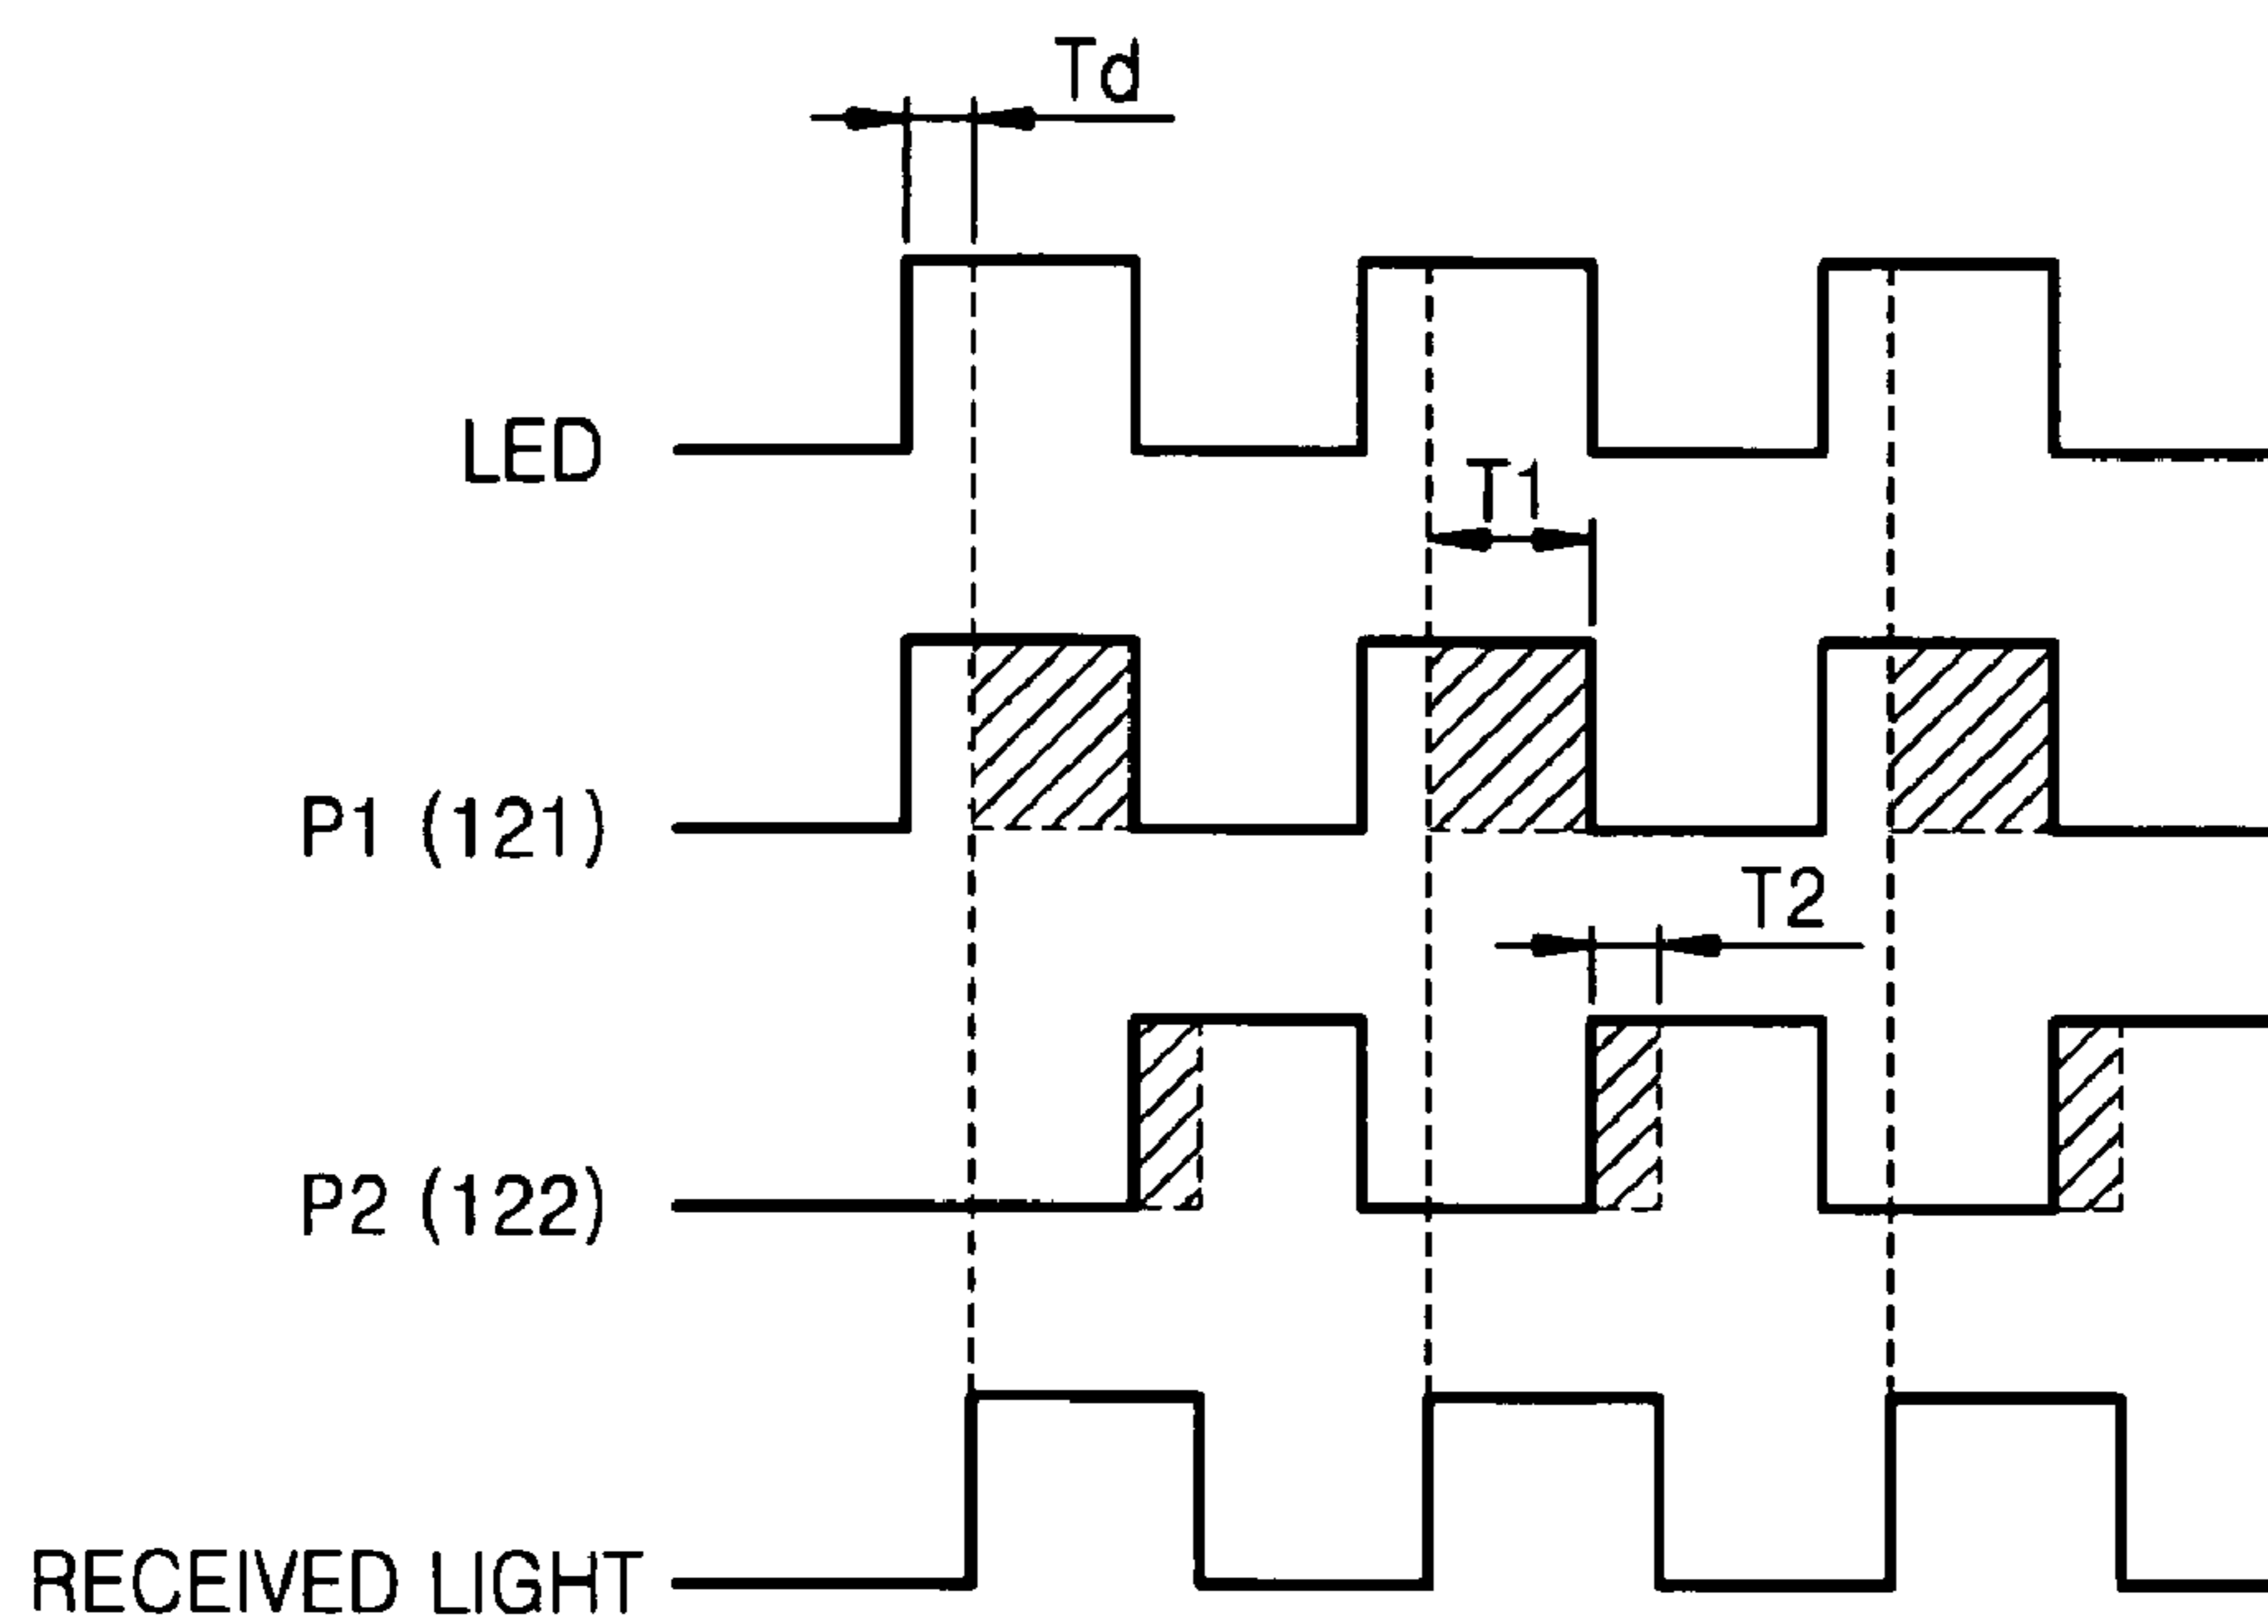 Td
LED
T1
P1 (121)
T2
P2 (122)
RECEIVED LIGHT